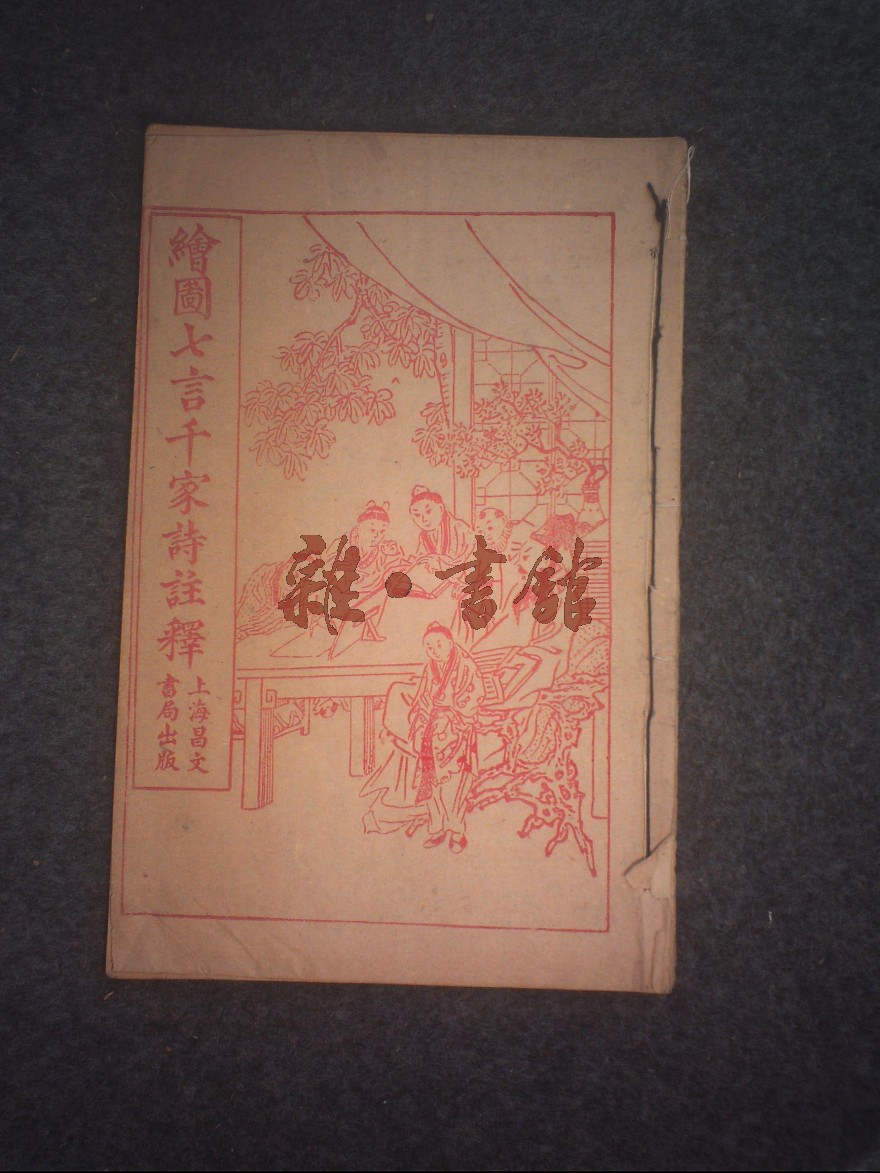 繪圖七言千家詩註釋
上海昌文
書局出版
雜·書館